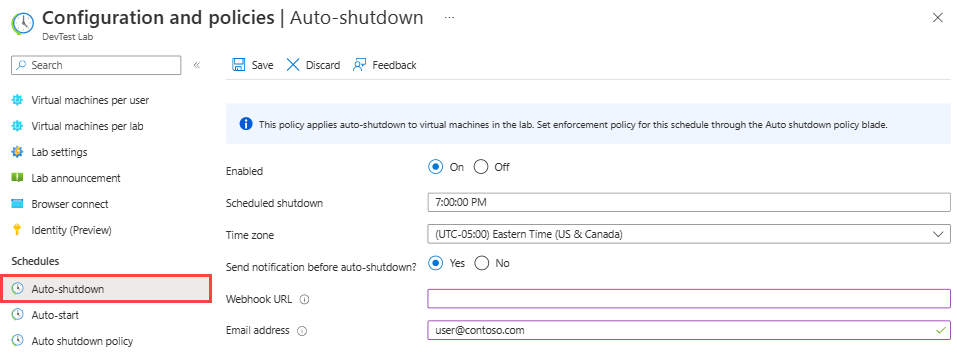 Configuration and policies | Auto-shutdown ...
DevTest Lab
Search «
Save Discard Feedback
Virtual machines per user
Virtual machines per lab
Lab settings
Lab announcement
Browser connect
Identity (Preview)
Schedules
Auto-shutdown
Auto-start
Auto shutdown policy
This policy applies auto-shutdown to virtual machines in the lab. Set enforcement policy for this schedule through the Auto shutdown policy blade.
Enabled On Off
Scheduled shutdown 7:00:00 PM
Time zone (UTC-05:00) Eastern Time (US & Canada)
Send notification before auto-shutdown? Yes No
Webhook URL
Email address user@contoso.com